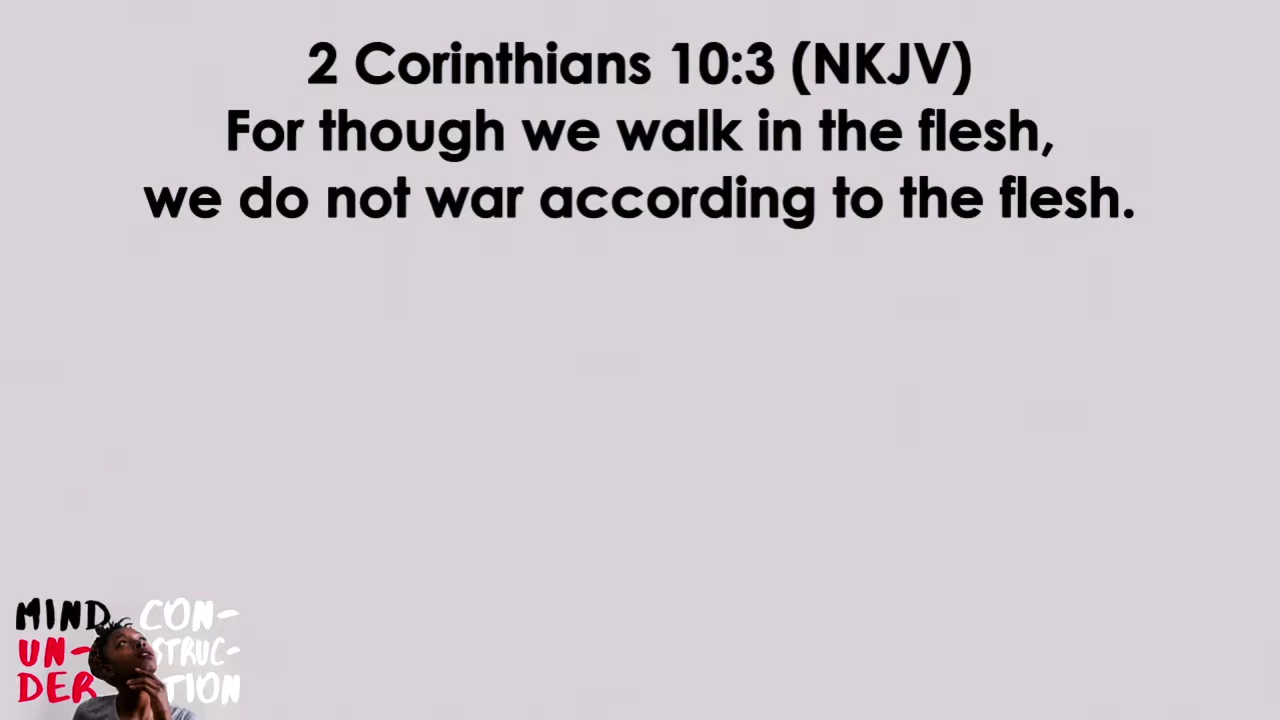 2 Corinthians 10:3 (NKJV)
For though we walk in the flesh,
we do not war according to the flesh.
MIND
UN-
DER
CON-
STRUC-
TION